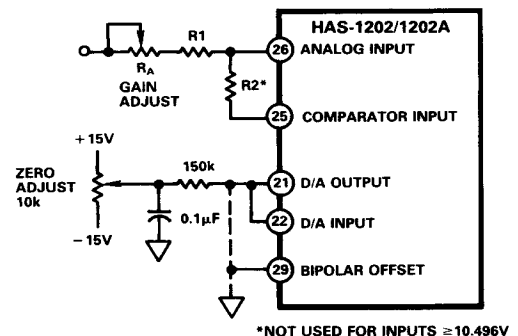 HAS-1202/1202A
R1
26 ANALOG INPUT
RA
GAIN
ADJUST
R2*
25 COMPARATOR INPUT
+15V
150k
21 D/A OUTPUT
ZERO
ADJUST
10k
0.1μF
22 D/A INPUT
-15V
29 BIPOLAR OFFSET
*NOT USED FOR INPUTS ≥10.496V